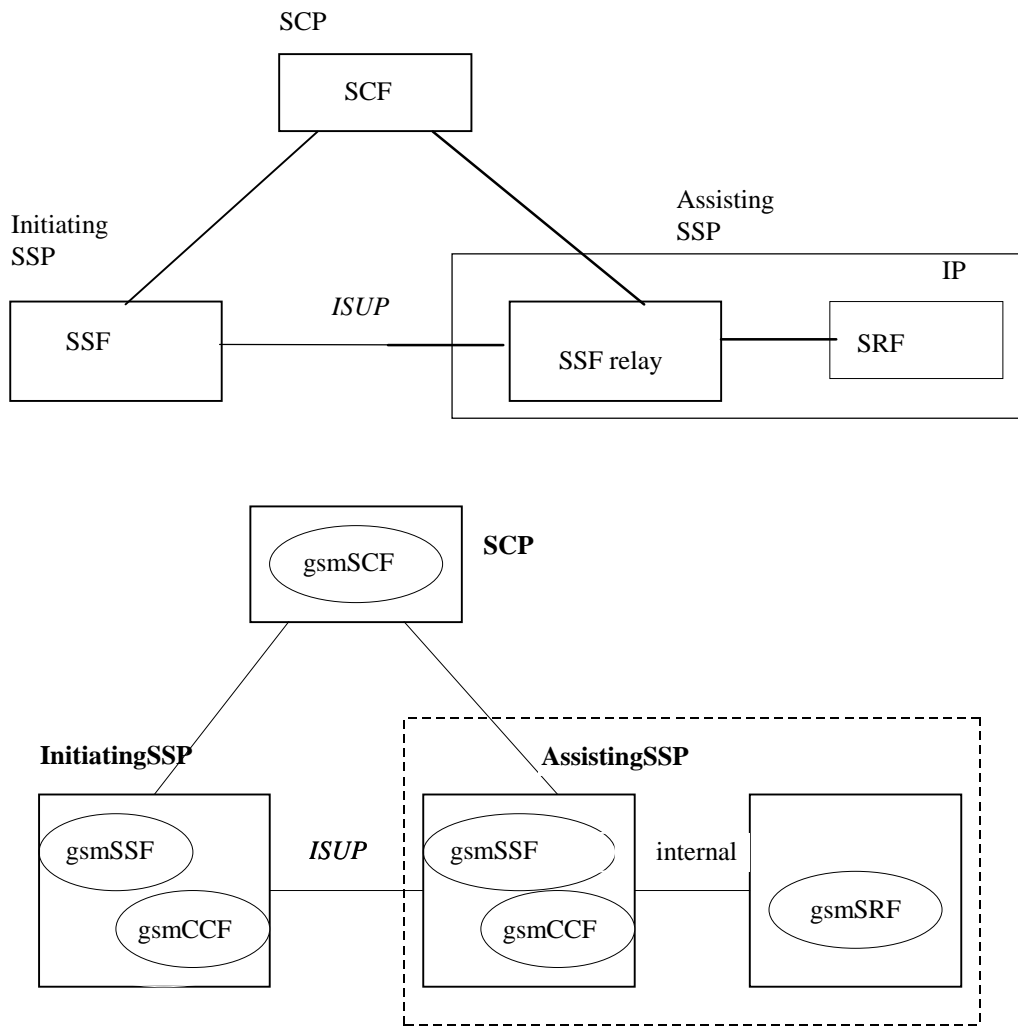 SCP
SCF
Initiating
SSP
Assisting
SSP
IP
ISUP
SSF
SSF relay
SRF
gsmSCF
SCP
InitiatingSSP
AssistingSSP
gsmSSF
ISUP
gsmSSF
internal
gsmCCF
gsmCCF
gsmSRF